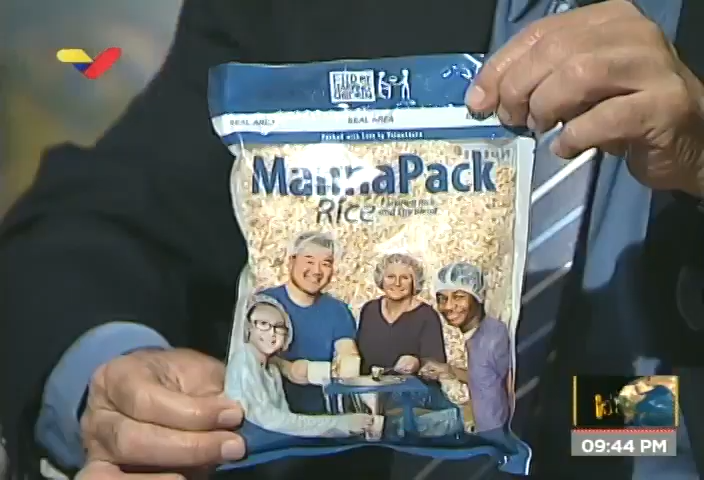 FEED MY
STARVING
CHILDREN
SEAL AREA SEAL AREA
Packed with Love by Volunteers
MannaPack
Rice
09:44 PM